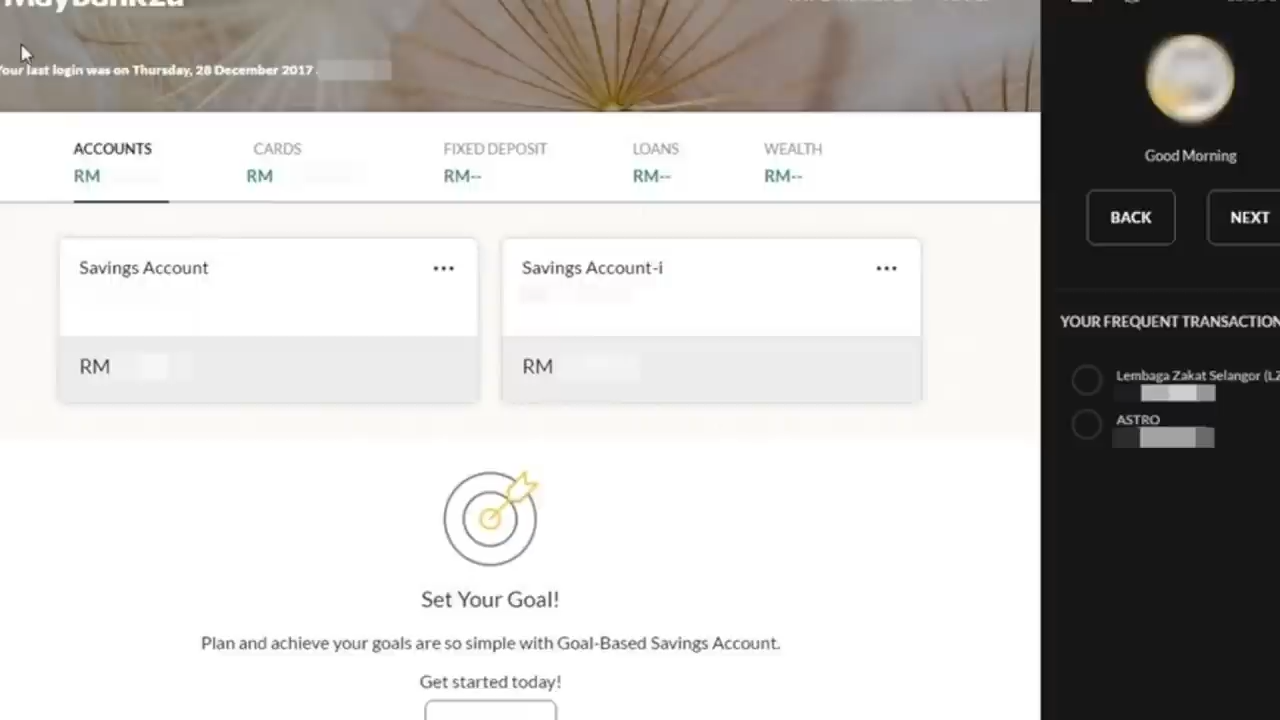 Maybank2u
Your last login was on Thursday, 28 December 2017
ACCOUNTS
RM
CARDS
RM
FIXED DEPOSIT
RM--
LOANS
RM--
WEALTH
RM--
Savings Account
RM
Savings Account-i
RM
Set Your Goal!
Plan and achieve your goals are so simple with Goal-Based Savings Account.
Get started today!
Good Morning
BACK
NEXT
YOUR FREQUENT TRANSACTION
Lembaga Zakat Selangor (LZ
ASTRO